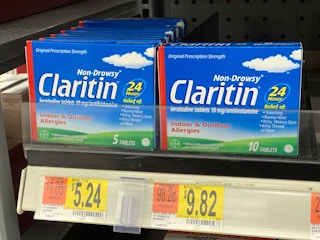 Original Prescription Strength
Non-Drowsy
Claritin
24
Hour
loratadine tablets 10 mg/antihistamine
Relief of:
Indoor & Outdoor
Allergies
5 TABLETS
Original Prescription Strength
Non-Drowsy
Claritin
24
Hour
loratadine tablets 10 mg/antihistamine
Relief of:
Sneezing
Runny Nose
Itchy, Watery Eyes
Itchy Throat
or Nose
Indoor & Outdoor
Allergies
10 TABLETS
5.24
98.2¢
9.82